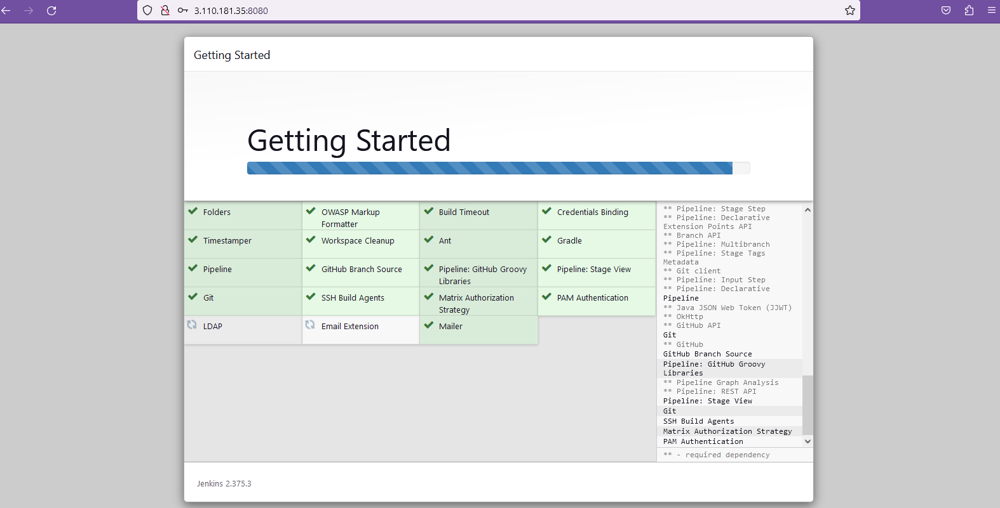 3.110.181.35:8080
Getting Started
Getting Started
Folders
OWASP Markup
Formatter
Build Timeout
Credentials Binding
Timestamper
Workspace Cleanup
Ant
Gradle
Pipeline
GitHub Branch Source
Pipeline: GitHub Groovy
Libraries
Pipeline: Stage View
Git
SSH Build Agents
Matrix Authorization
Strategy
PAM Authentication
LDAP
Email Extension
Mailer
** Pipeline: Stage Step
** Pipeline: Declarative
Extension Points API
** Branch API
** Pipeline: Multibranch
** Pipeline: Stage Tags
Metadata
** Git client
** Pipeline: Input Step
** Pipeline: Declarative
Pipeline
** Java JSON Web Token (JJWT)
** OkHttp
** GitHub API
Git
** GitHub
GitHub Branch Source
Pipeline: GitHub Groovy
Libraries
** Pipeline Graph Analysis
** Pipeline: REST API
Pipeline: Stage View
Git
SSH Build Agents
Matrix Authorization Strategy
PAM Authentication
** - required dependency
Jenkins 2.375.3